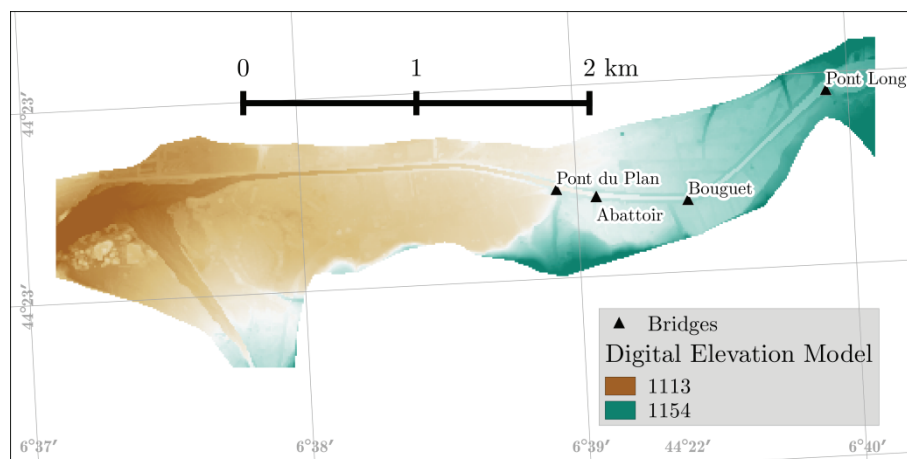 0 1 2 km
Pont Long
44°23′
Pont du Plan
Bouguet
Abattoir
44°23′
Bridges
Digital Elevation Model
1113
1154
6°37′ 6°38′ 6°39′ 44°22′ 6°40′